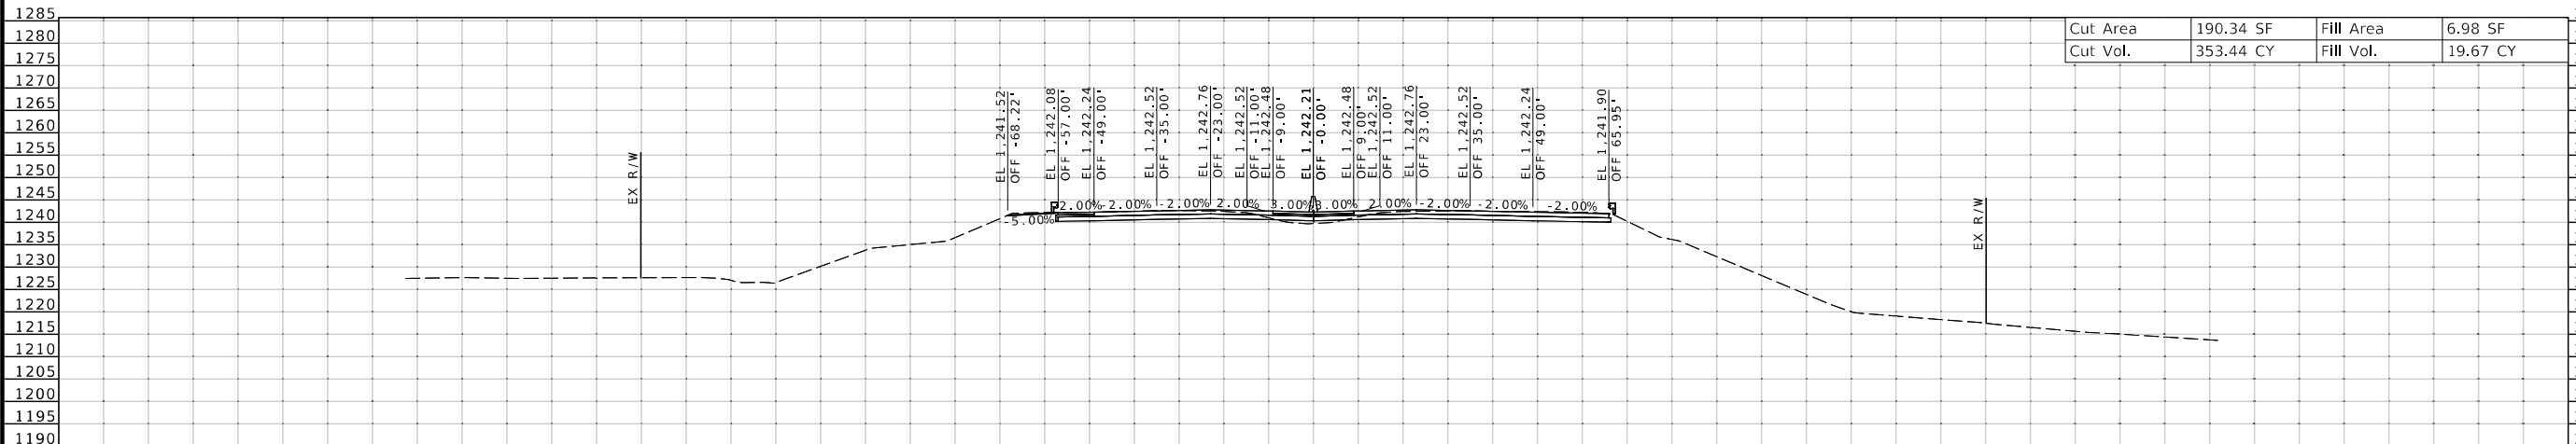 1285
1280
1275
1270
1265
1260
1255
1250
1245
1240
1235
1230
1225
1220
1215
1210
1205
1200
1195
1190
Cut Area 190.34 SF Fill Area 6.98 SF
Cut Vol. 353.44 CY Fill Vol. 19.67 CY
EX R/W
EL 1,241.52
OFF -68.22'
EL 1,242.08
OFF -57.00'
EL 1,242.24
OFF -49.00'
EL 1,242.52
OFF -35.00'
EL 1,242.76
OFF -23.00'
EL 1,242.52
OFF -11.00'
EL 1,242.48
OFF -9.00'
EL 1,242.21
OFF -0.00'
EL 1,242.48
OFF 9.00'
EL 1,242.52
OFF 11.00'
EL 1,242.76
OFF 23.00'
EL 1,242.52
OFF 35.00'
EL 1,242.24
OFF 49.00'
EL 1,241.90
OFF 65.95'
EX R/W
-5.00%
2.00%
-2.00%
-2.00%
2.00%
3.00%
3.00%
2.00%
-2.00%
-2.00%
-2.00%